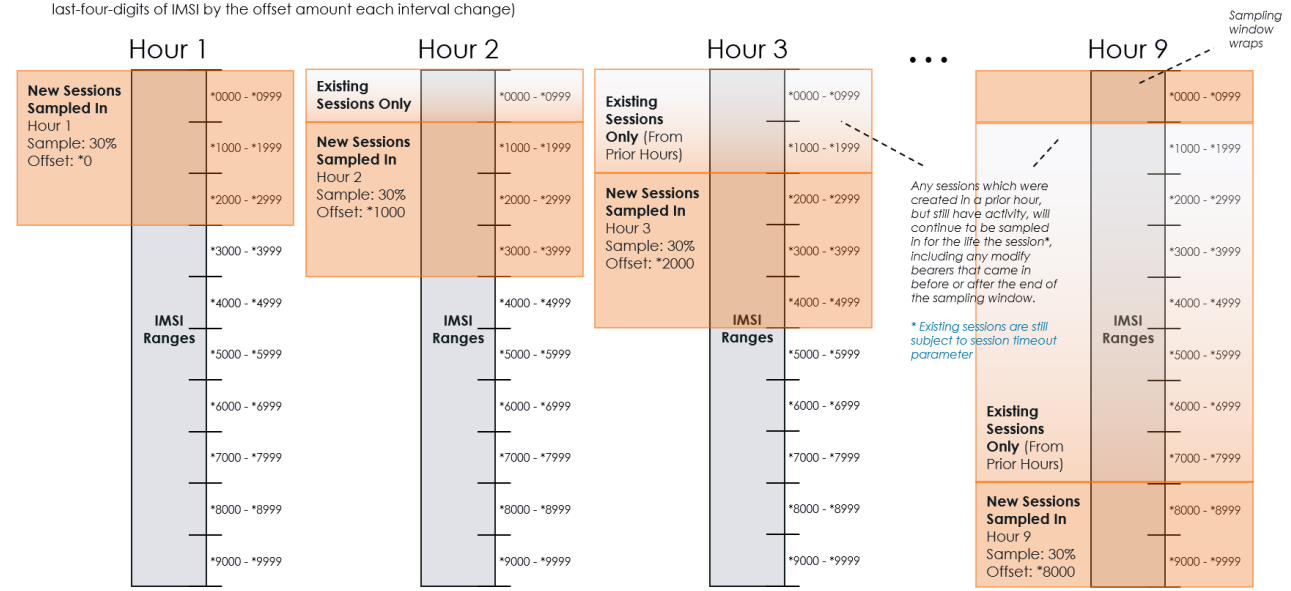 last-four-digits of IMSI by the offset amount each interval change)
Hour 1
New Sessions
Sampled In
Hour 1
Sample: 30%
Offset: *0
*0000 - *0999
*1000 - *1999
*2000 - *2999
*3000 - *3999
*4000 - *4999
*5000 - *5999
*6000 - *6999
*7000 - *7999
*8000 - *8999
*9000 - *9999
IMSI
Ranges
Hour 2
Existing
Sessions Only
New Sessions
Sampled In
Hour 2
Sample: 30%
Offset: *1000
*0000 - *0999
*1000 - *1999
*2000 - *2999
*3000 - *3999
*4000 - *4999
*5000 - *5999
*6000 - *6999
*7000 - *7999
*8000 - *8999
*9000 - *9999
IMSI
Ranges
Hour 3
Existing
Sessions
Only (From
Prior Hours)
New Sessions
Sampled In
Hour 3
Sample: 30%
Offset: *2000
*0000 - *0999
*1000 - *1999
*2000 - *2999
*3000 - *3999
*4000 - *4999
*5000 - *5999
*6000 - *6999
*7000 - *7999
*8000 - *8999
*9000 - *9999
IMSI
Ranges
...
Any sessions which were
created in a prior hour,
but still have activity, will
continue to be sampled
in for the life the session*,
including any modify
bearers that came in
before or after the end of
the sampling window.
* Existing sessions are still
subject to session timeout
parameter
Hour 9
Sampling
window
wraps
*0000 - *0999
*1000 - *1999
*2000 - *2999
*3000 - *3999
*4000 - *4999
*5000 - *5999
*6000 - *6999
*7000 - *7999
*8000 - *8999
*9000 - *9999
IMSI
Ranges
Existing
Sessions
Only (From
Prior Hours)
New Sessions
Sampled In
Hour 9
Sample: 30%
Offset: *8000